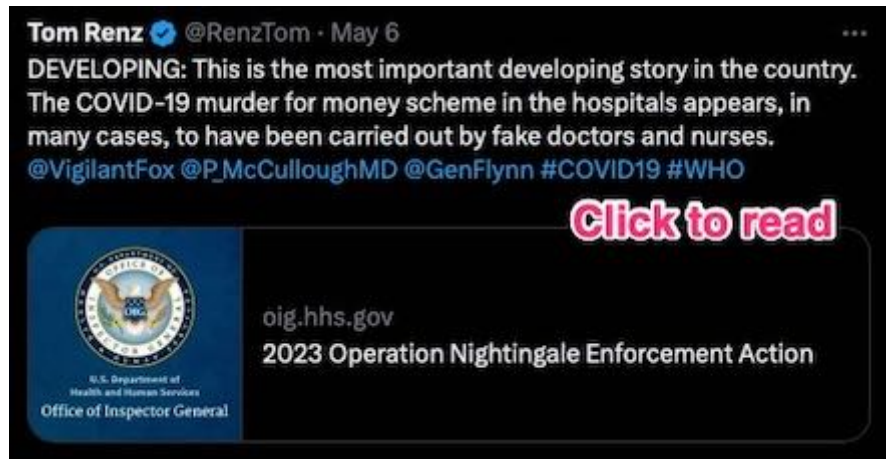 Tom Renz @RenzTom · May 6
DEVELOPING: This is the most important developing story in the country.
The COVID-19 murder for money scheme in the hospitals appears, in
many cases, to have been carried out by fake doctors and nurses.
@VigilantFox @P_McCulloughMD @GenFlynn #COVID19 #WHO
Click to read
OFFICE OF
INSPECTOR GENERAL
OIG
U.S. Department of
Health and Human Services
Office of Inspector General
oig.hhs.gov
2023 Operation Nightingale Enforcement Action